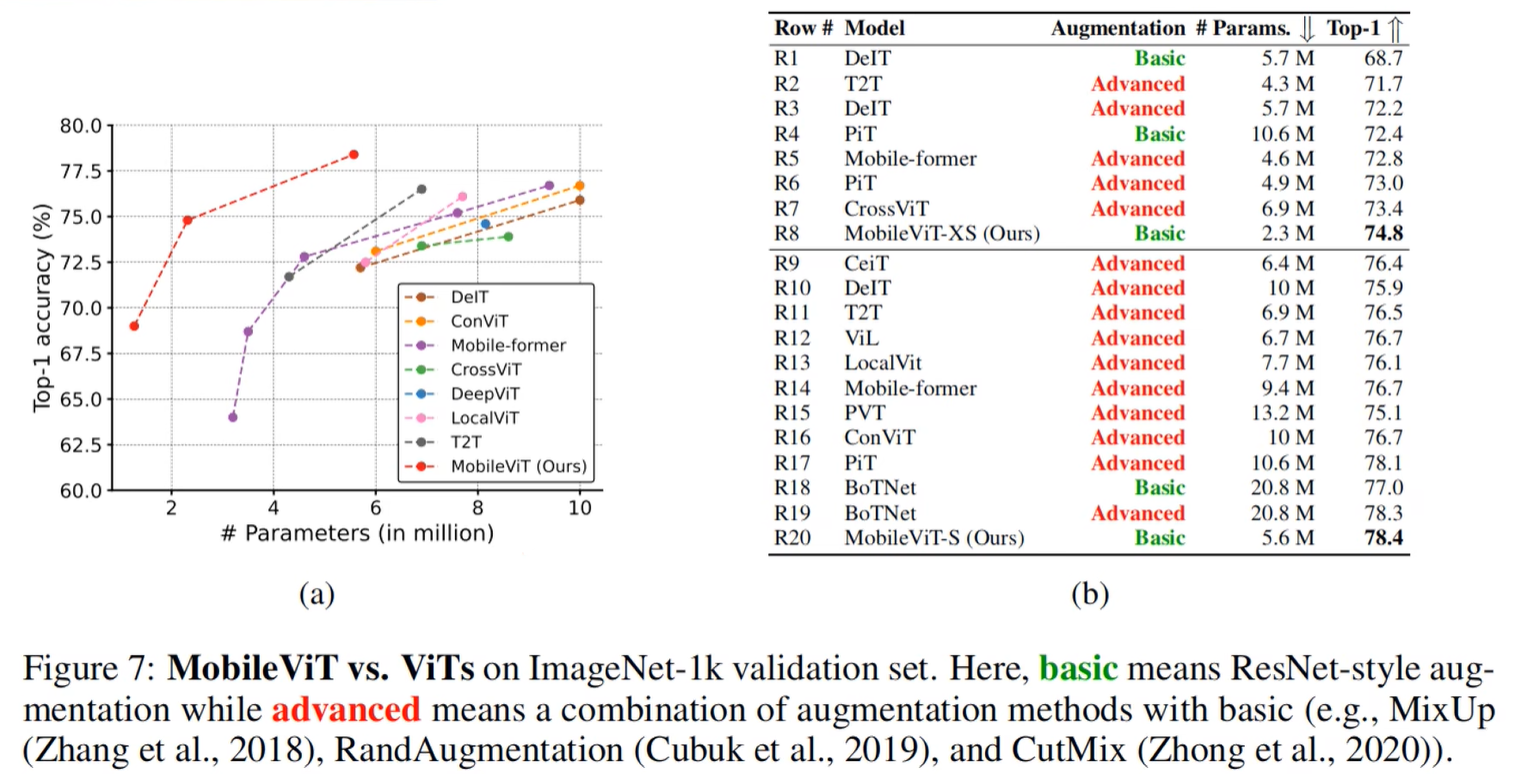 80.0
77.5
75.0
72.5
70.0
67.5
65.0
62.5
60.0
Top-1 accuracy (%)
2 4 6 8 10
# Parameters (in million)
DeIT
ConViT
Mobile-former
CrossViT
DeepViT
LocalViT
T2T
MobileViT (Ours)
(a)
Row # Model Augmentation # Params. ⇓ Top-1 ⇑
R1 DeIT Basic 5.7 M 68.7
R2 T2T Advanced 4.3 M 71.7
R3 DeIT Advanced 5.7 M 72.2
R4 PiT Basic 10.6 M 72.4
R5 Mobile-former Advanced 4.6 M 72.8
R6 PiT Advanced 4.9 M 73.0
R7 CrossViT Advanced 6.9 M 73.4
R8 MobileViT-XS (Ours) Basic 2.3 M 74.8
R9 CeiT Advanced 6.4 M 76.4
R10 DeIT Advanced 10 M 75.9
R11 T2T Advanced 6.9 M 76.5
R12 ViL Advanced 6.7 M 76.7
R13 LocalVit Advanced 7.7 M 76.1
R14 Mobile-former Advanced 9.4 M 76.7
R15 PVT Advanced 13.2 M 75.1
R16 ConViT Advanced 10 M 76.7
R17 PiT Advanced 10.6 M 78.1
R18 BoTNet Basic 20.8 M 77.0
R19 BoTNet Advanced 20.8 M 78.3
R20 MobileViT-S (Ours) Basic 5.6 M 78.4
(b)
Figure 7: MobileViT vs. ViTs on ImageNet-1k validation set. Here, basic means ResNet-style aug-
mentation while advanced means a combination of augmentation methods with basic (e.g., MixUp
(Zhang et al., 2018), RandAugmentation (Cubuk et al., 2019), and CutMix (Zhong et al., 2020)).